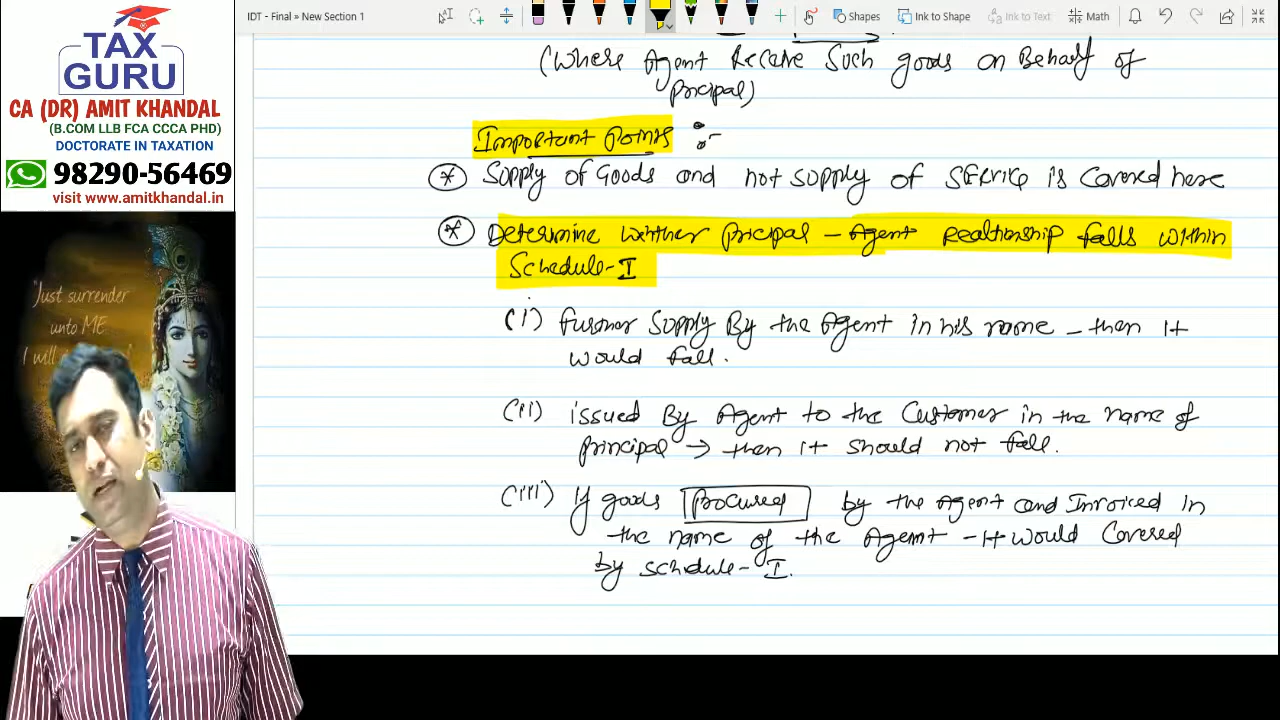 TAX
GURU
CA (DR) AMIT KHANDAL
(B.COM LLB FCA CCCA PHD)
DOCTORATE IN TAXATION
98290-56469
visit www.amitkhandal.in
"Just surrender
unto ME
I will
IDT - Final » New Section 1
Shapes
Ink to Shape
Ink to Text
Math
(Where Agent Receive Such goods on Behalf of
principal)
Important Points :-
* Supply of Goods and not supply of service is Covered here
* Determine whither principal - Agent Realtionship falls within
Schedule - I
(i) further Supply By the Agent in his name - then it
would fall.
(ii) issued By Agent to the Customer in the name of
principal → then it should not fall.
(iii) if goods procured by the Agent and Invoiced in
the name of the Agent - it would Covered
by schedule - I.